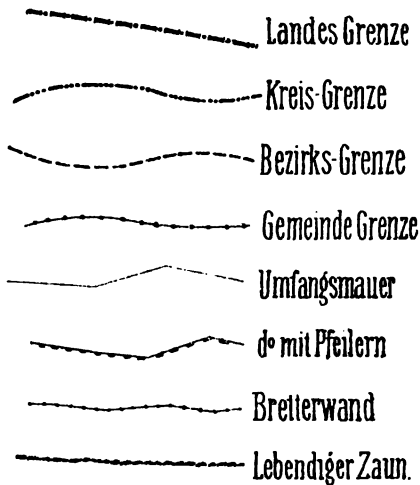 Landes Grenze
Kreis-Grenze
Bezirks-Grenze
Gemeinde Grenze
Umfangsmauer
dº mit Pfeilern
Bretterwand
Lebendiger Zaun.